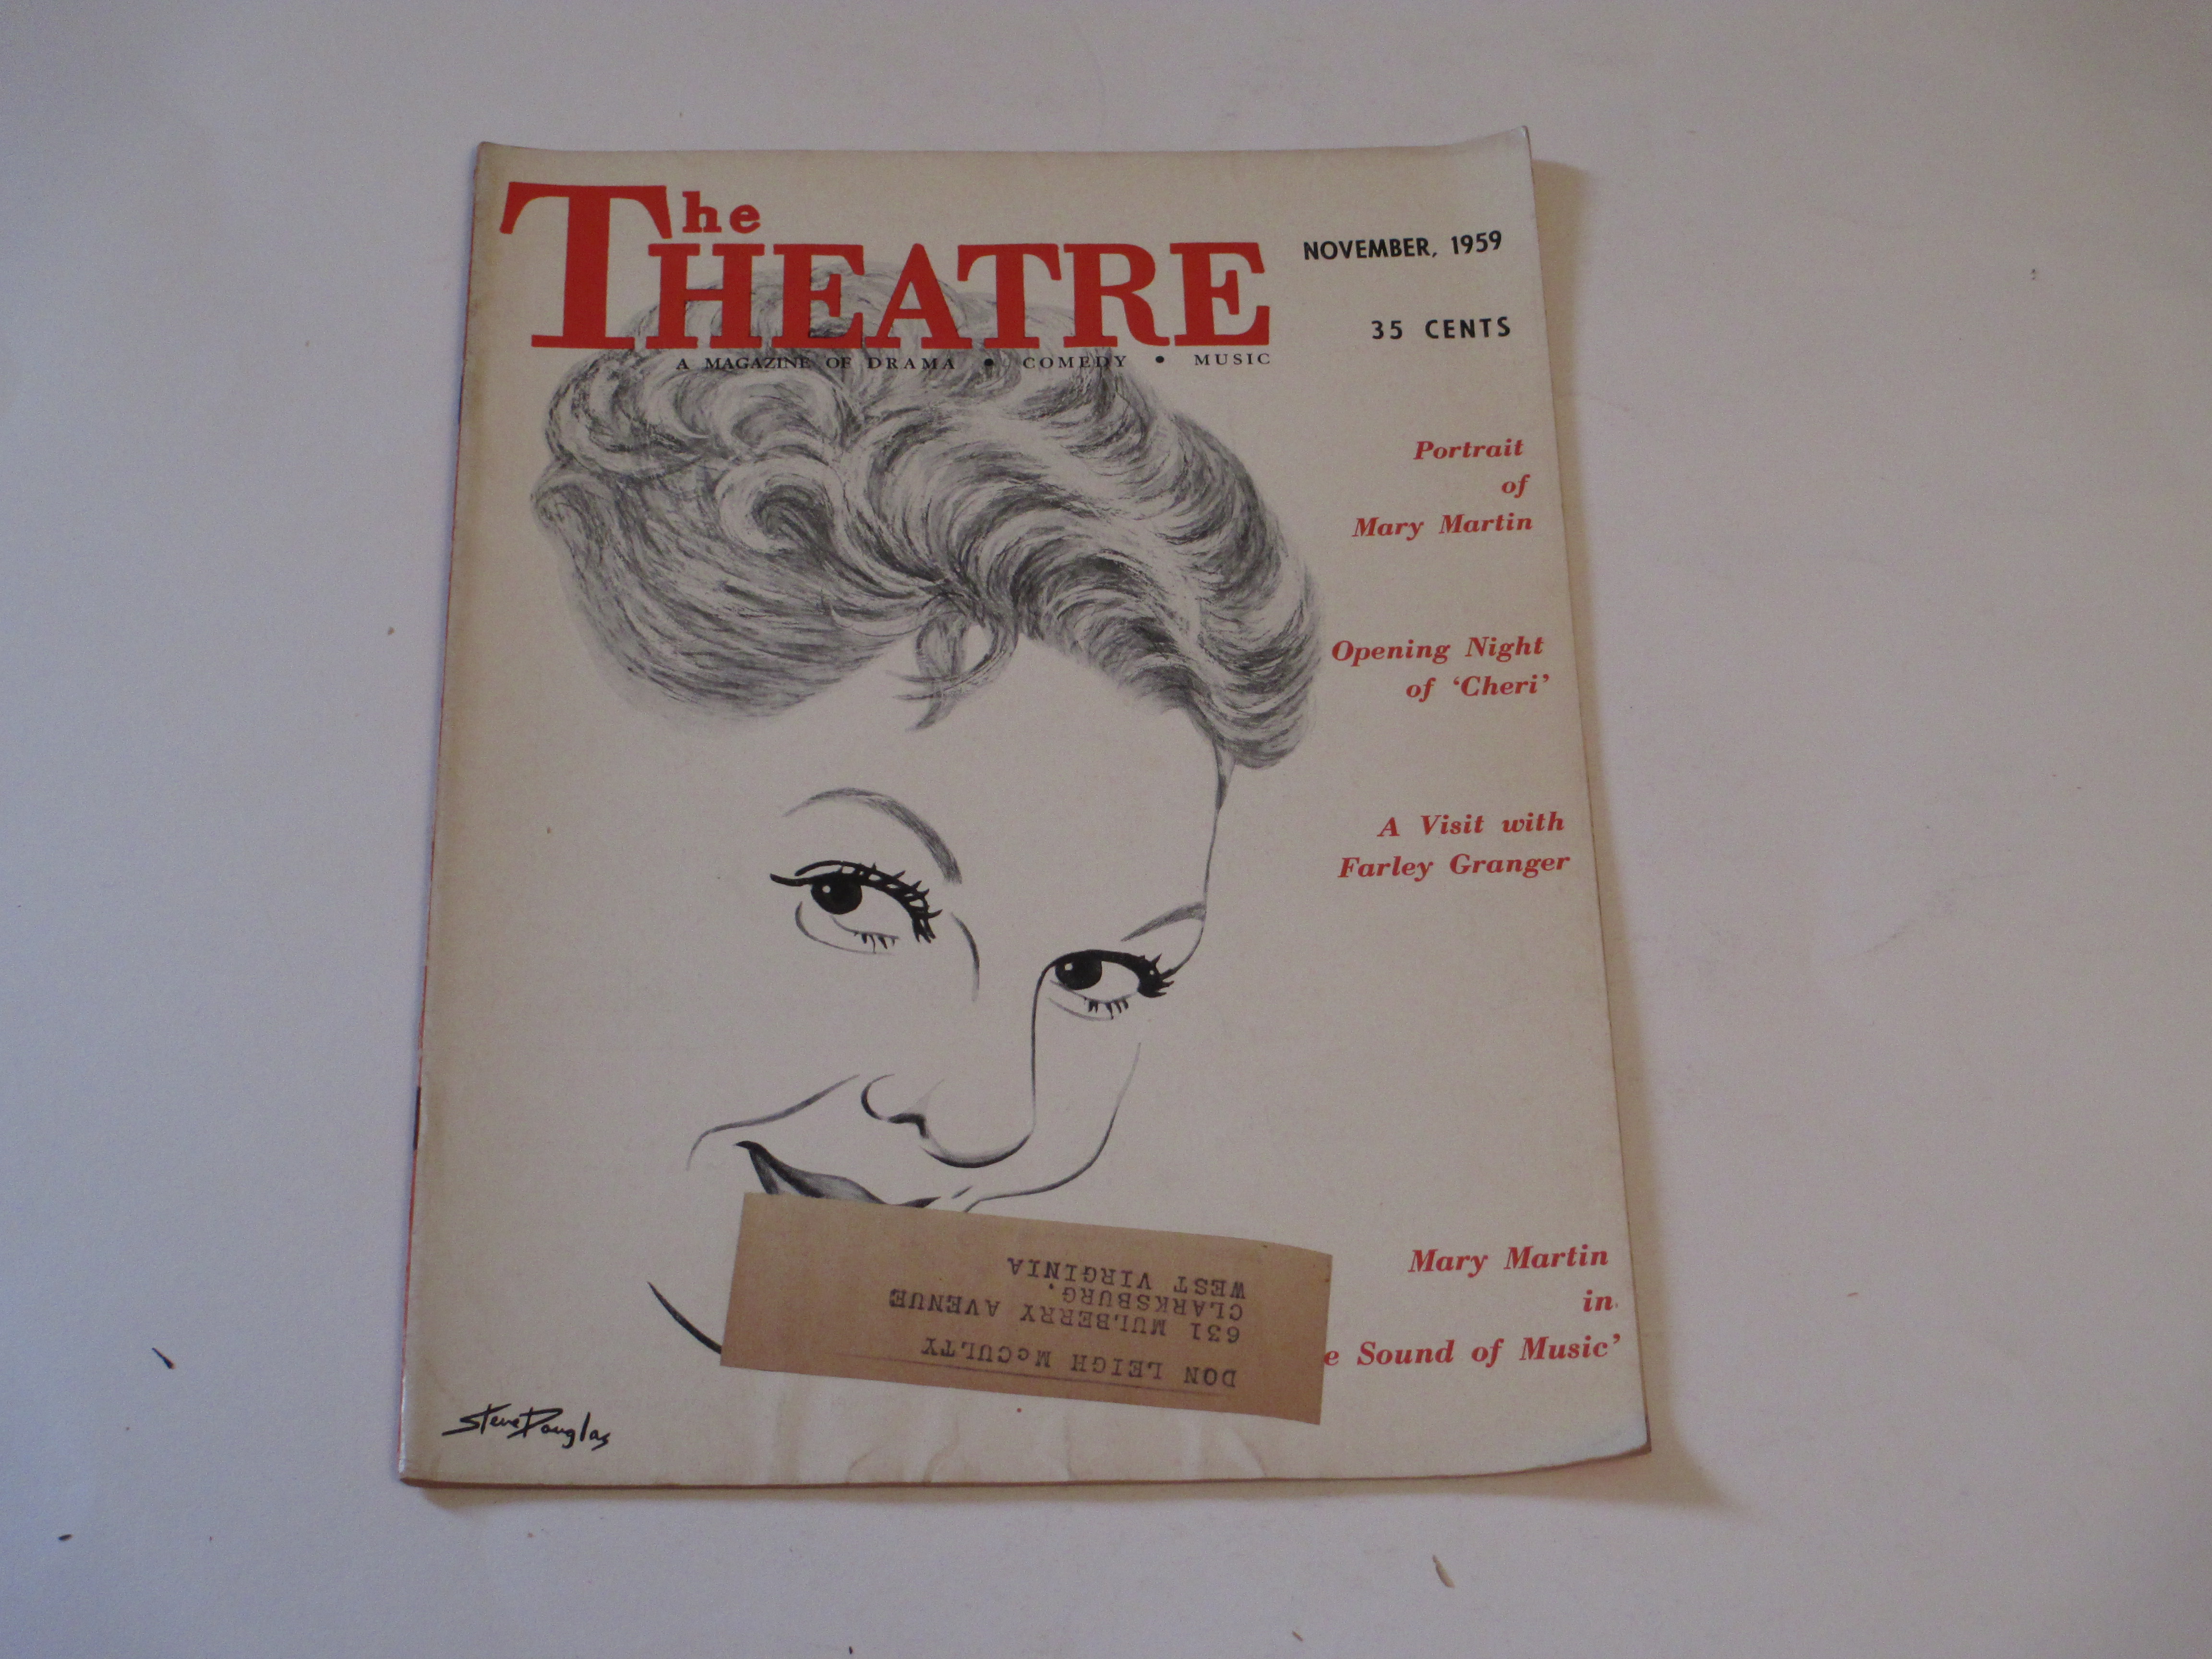 The
THEATRE
A MAGAZINE OF DRAMA • COMEDY • MUSIC
NOVEMBER, 1959
35 CENTS
Portrait
of
Mary Martin
Opening Night
of ‘Cheri’
A Visit with
Farley Granger
Mary Martin
in
e Sound of Music’
DON LEIGH McCULTY
631 MULBERRY AVENUE
CLARKSBURG.
WEST VIRGINIA
Steve Douglas